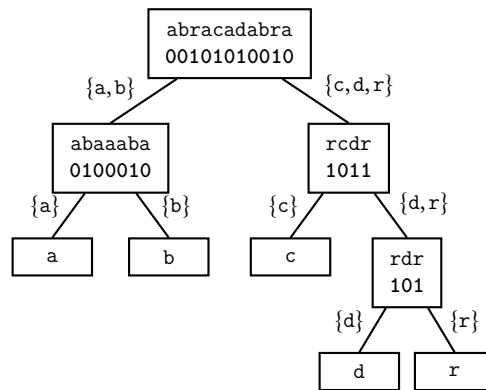 abracadabra
00101010010
{a,b}
{c,d,r}
abaaaba
0100010
rcdr
1011
{a}
{b}
{c}
{d,r}
a
b
c
rdr
101
{d}
{r}
d
r